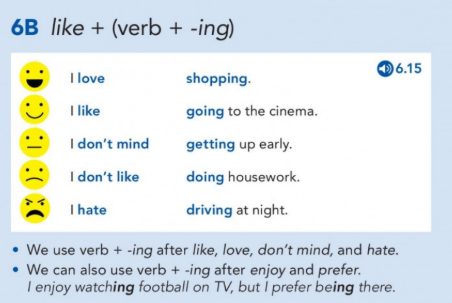 6B like + (verb + -ing)
6.15
I love shopping.
I like going to the cinema.
I don't mind getting up early.
I don't like doing housework.
I hate driving at night.
• We use verb + -ing after like, love, don't mind, and hate.
• We can also use verb + -ing after enjoy and prefer.
I enjoy watching football on TV, but I prefer being there.